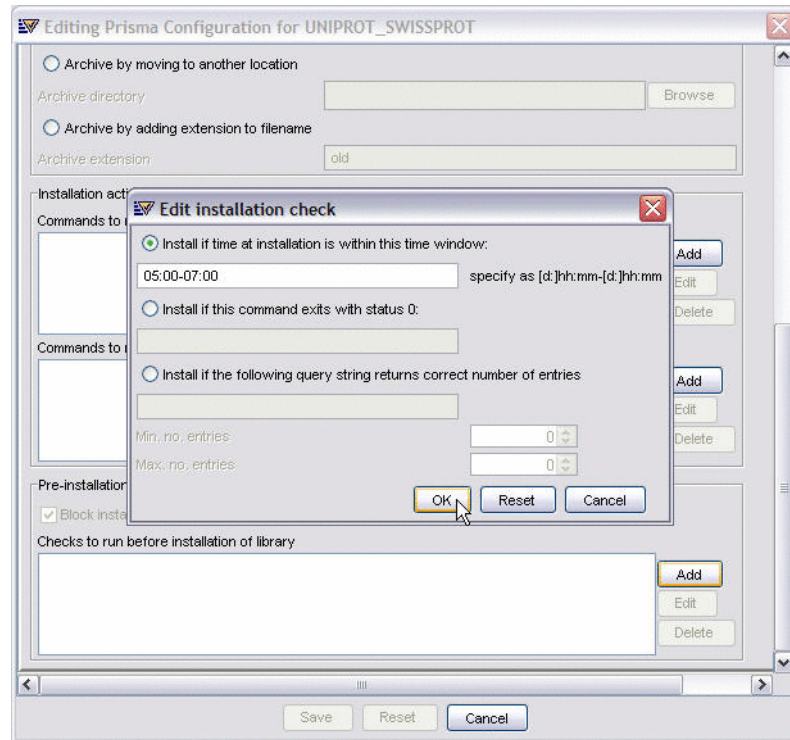 Editing Prisma Configuration for UNIPROT_SWISSPROT
Archive by moving to another location
Archive directory
Browse
Archive by adding extension to filename
Archive extension
old
Installation acti
Commands to
Add
Edit
Delete
Edit installation check
Install if time at installation is within this time window:
05:00-07:00
specify as [d:]hh:mm-[d:]hh:mm
Install if this command exits with status 0:
Install if the following query string returns correct number of entries
Min. no. entries
0
Max. no. entries
0
OK
Reset
Cancel
Commands to
Add
Edit
Delete
Pre-installation
Block insta
Checks to run before installation of library
Add
Edit
Delete
Save
Reset
Cancel